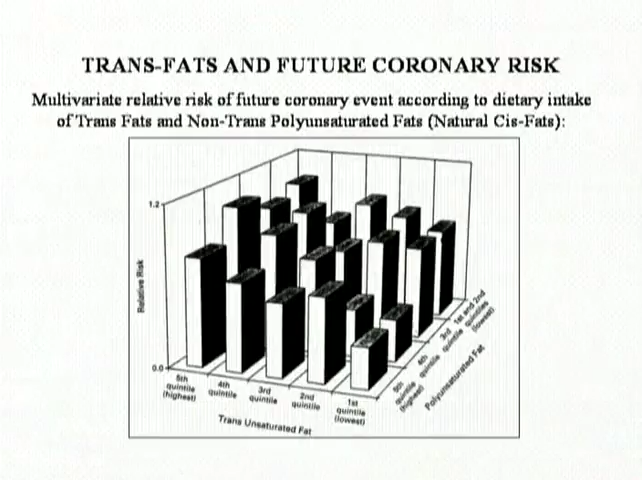 TRANS-FATS AND FUTURE CORONARY RISK
Multivariate relative risk of future coronary event according to dietary intake
of Trans Fats and Non-Trans Polyunsaturated Fats (Natural Cis-Fats):
1.2
Relative Risk
0.0
5th
quintile
(highest)
4th
quintile
3rd
quintile
2nd
quintile
1st
quintile
(lowest)
Trans Unsaturated Fat
5th
quintile
(highest)
4th
quintile
3rd
quintile
1st and 2nd
quintiles
(lowest)
Polyunsaturated Fat